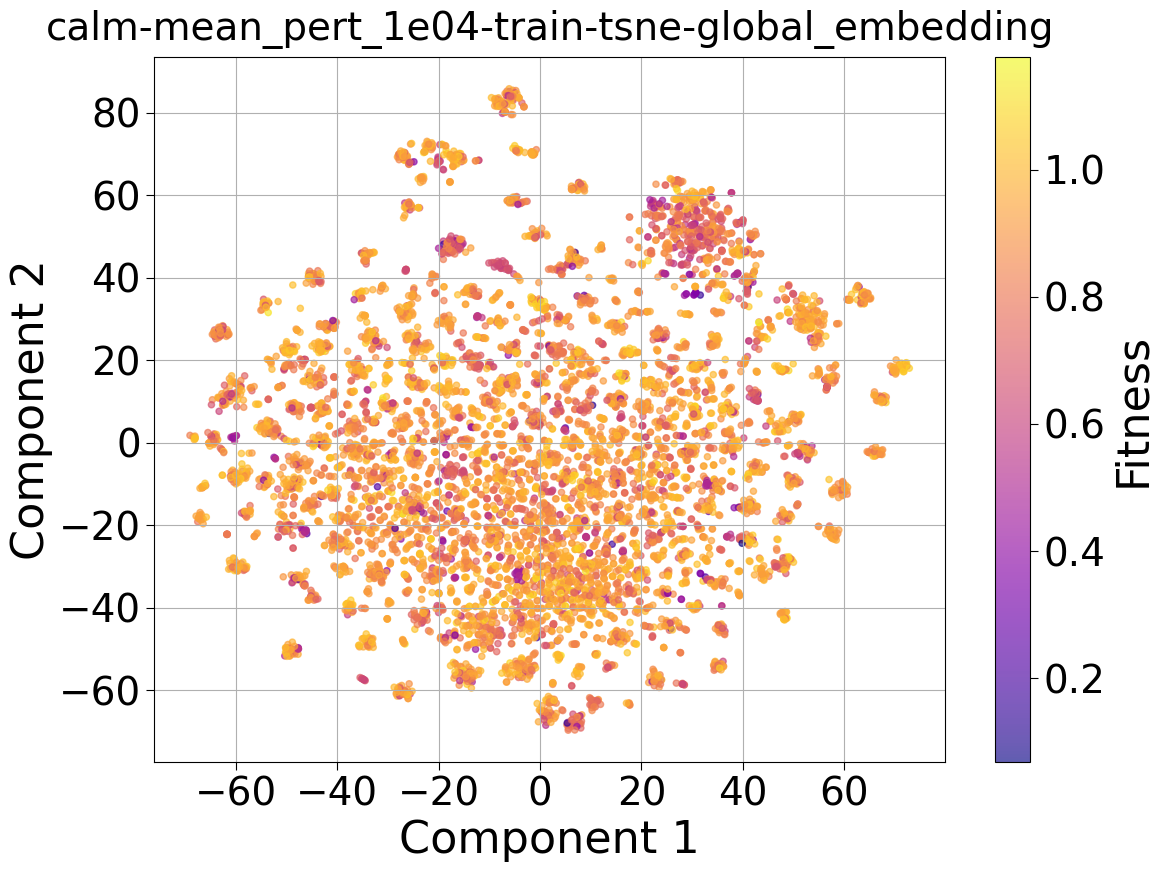 calm-mean_pert_1e04-train-tsne-global_embedding
80
60
40
20
0
−20
−40
−60
−60 −40 −20 0 20 40 60
Component 1
Component 2
1.0
0.8
0.6
0.4
0.2
Fitness